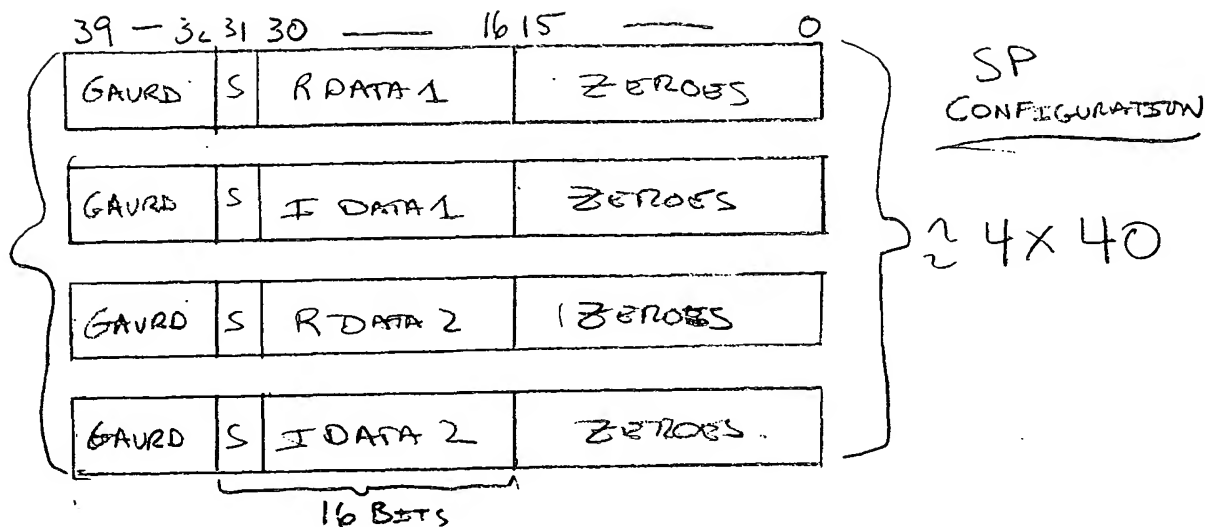 39 — 32 31 30 —— 16 15 —— 0
GAURD S R DATA 1 ZEROES
SP
CONFIGURATION
GAURD S I DATA 1 ZEROES
≈ 4 x 40
GAURD S R DATA 2 ZEROES
GAURD S I DATA 2 ZEROES.
16 BITS